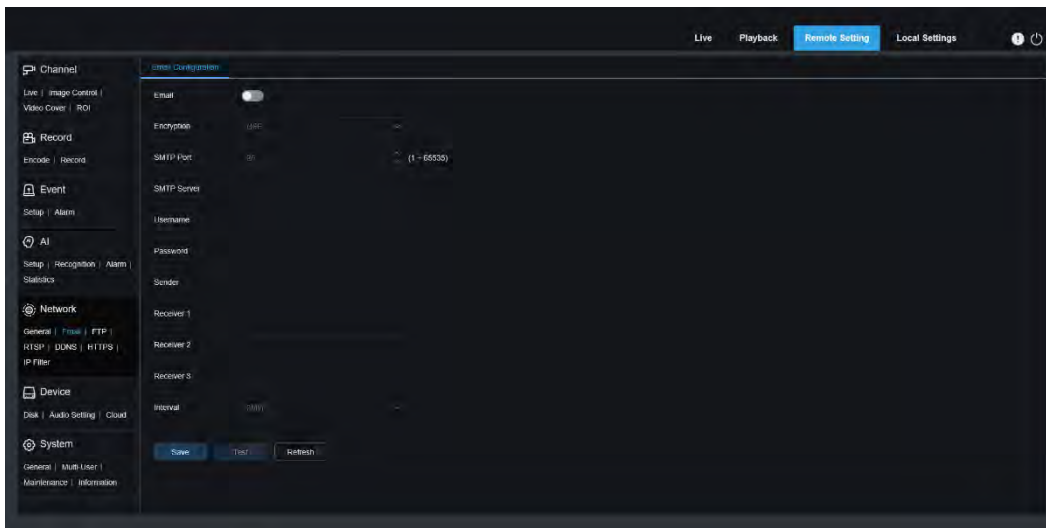 Live Playback Remote Setting Local Settings
Channel
Live | Image Control |
Video Cover | ROI
Record
Encode | Record
Event
Setup | Alarm
AI
Setup | Recognition | Alarm |
Statistics
Network
General | Email | FTP |
RTSP | DDNS | HTTPS |
IP Filter
Device
Disk | Audio Setting | Cloud
System
General | Multi-User |
Maintenance | Information
Email Configuration
Email
Encryption
SMTP Port (1 ~ 65535)
SMTP Server
Username
Password
Sender
Receiver 1
Receiver 2
Receiver 3
Interval
Save Test Refresh